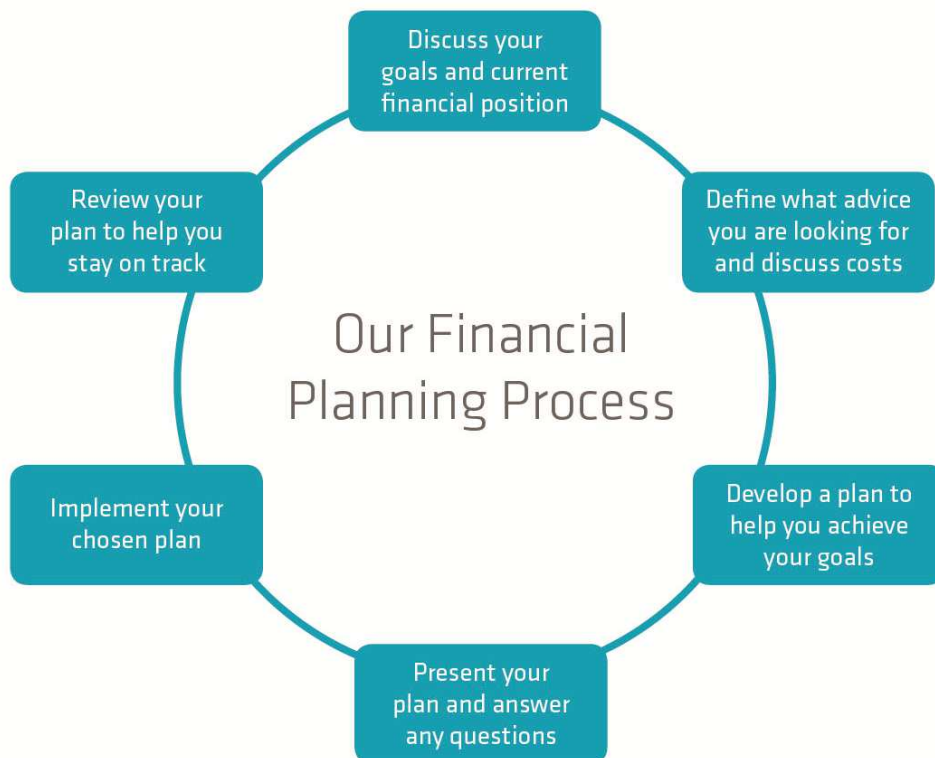 Discuss your
goals and current
financial position
Define what advice
you are looking for
and discuss costs
Develop a plan to
help you achieve
your goals
Present your
plan and answer
any questions
Implement your
chosen plan
Review your
plan to help you
stay on track
Our Financial
Planning Process